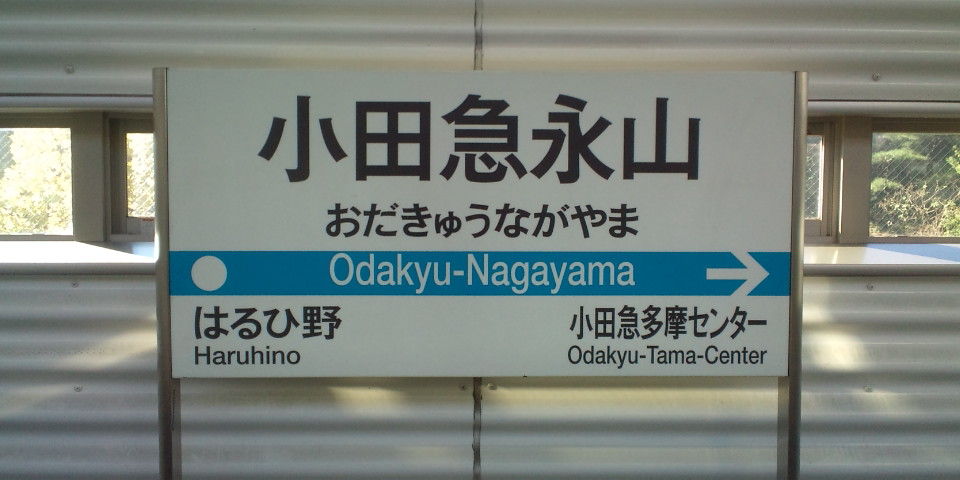 小田急永山
おだきゅうながやま
Odakyu-Nagayama
はるひ野
Haruhino
小田急多摩センター
Odakyu-Tama-Center